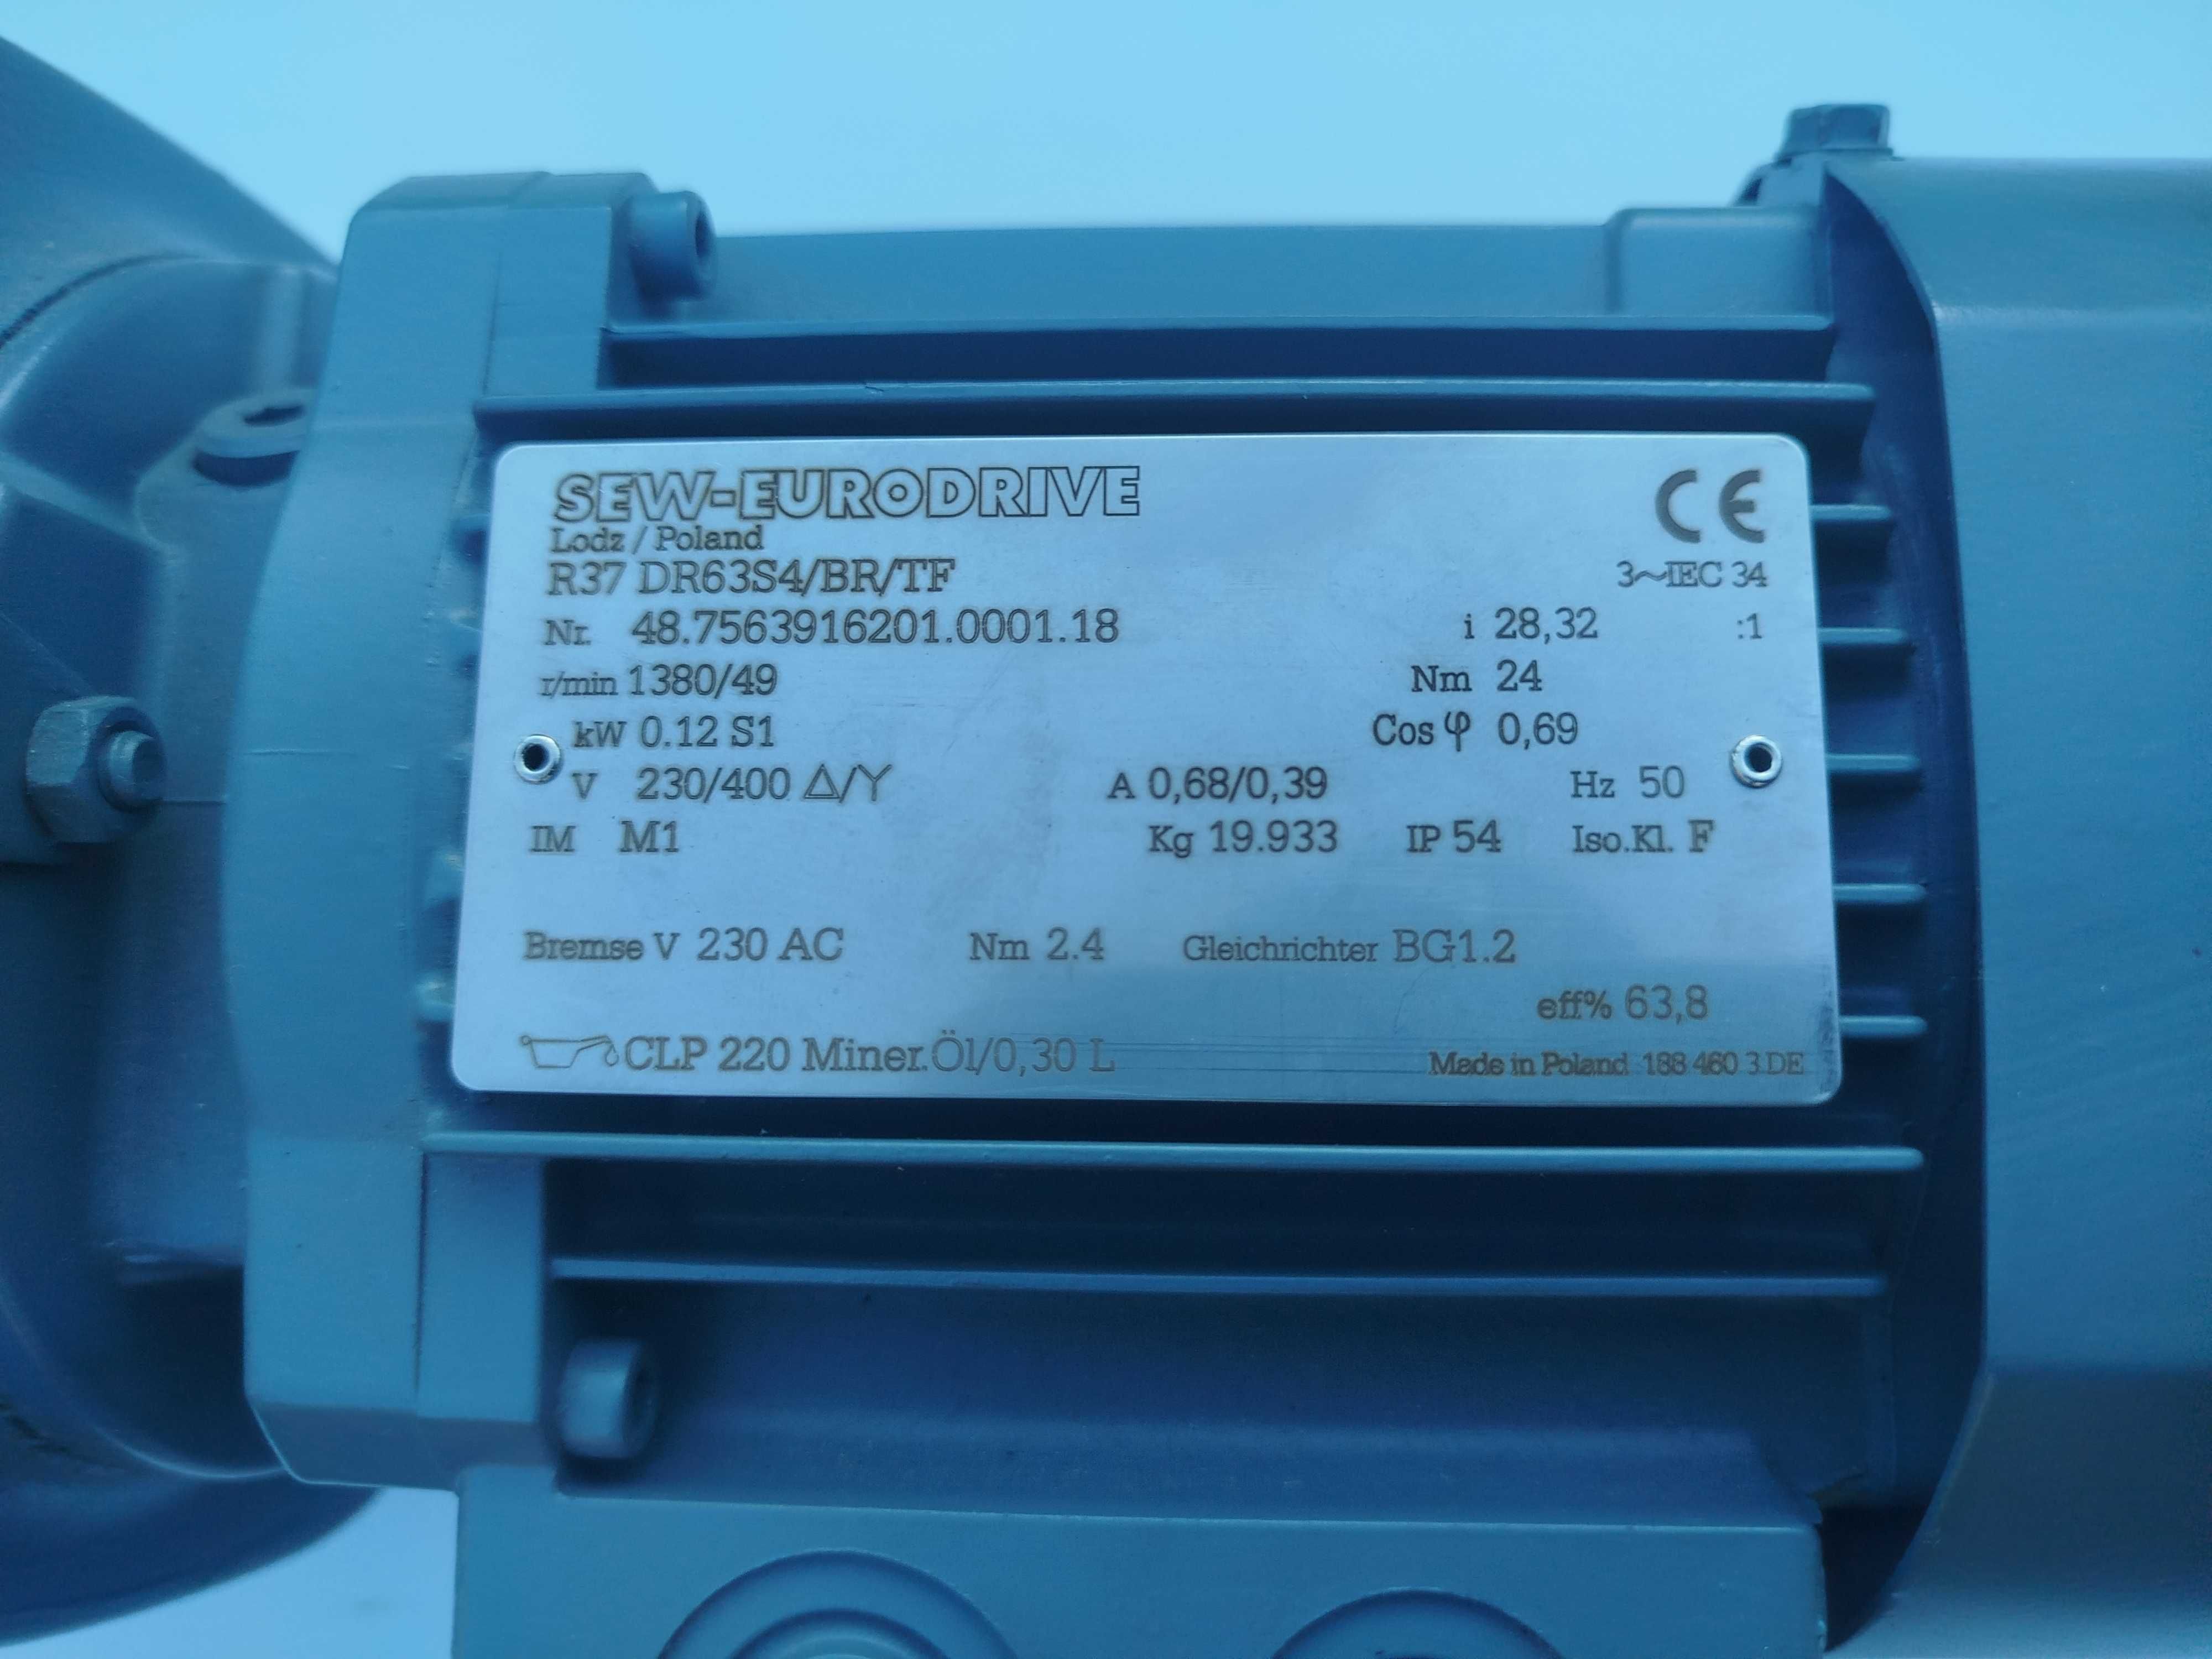 SEW-EURODRIVE
Lodz / Poland
R37 DR63S4/BR/TF
CE
3~IEC 34
Nr. 48.7563916201.0001.18 i 28,32 :1
r/min 1380/49 Nm 24
kW 0.12 S1 Cos φ 0,69
V 230/400 Δ/Y A 0,68/0,39 Hz 50
IM M1 Kg 19.933 IP 54 Iso.Kl. F
Bremse V 230 AC Nm 2.4 Gleichrichter BG1.2
eff% 63,8
CLP 220 Miner.Öl/0,30 L Made in Poland 188 460 3.DE